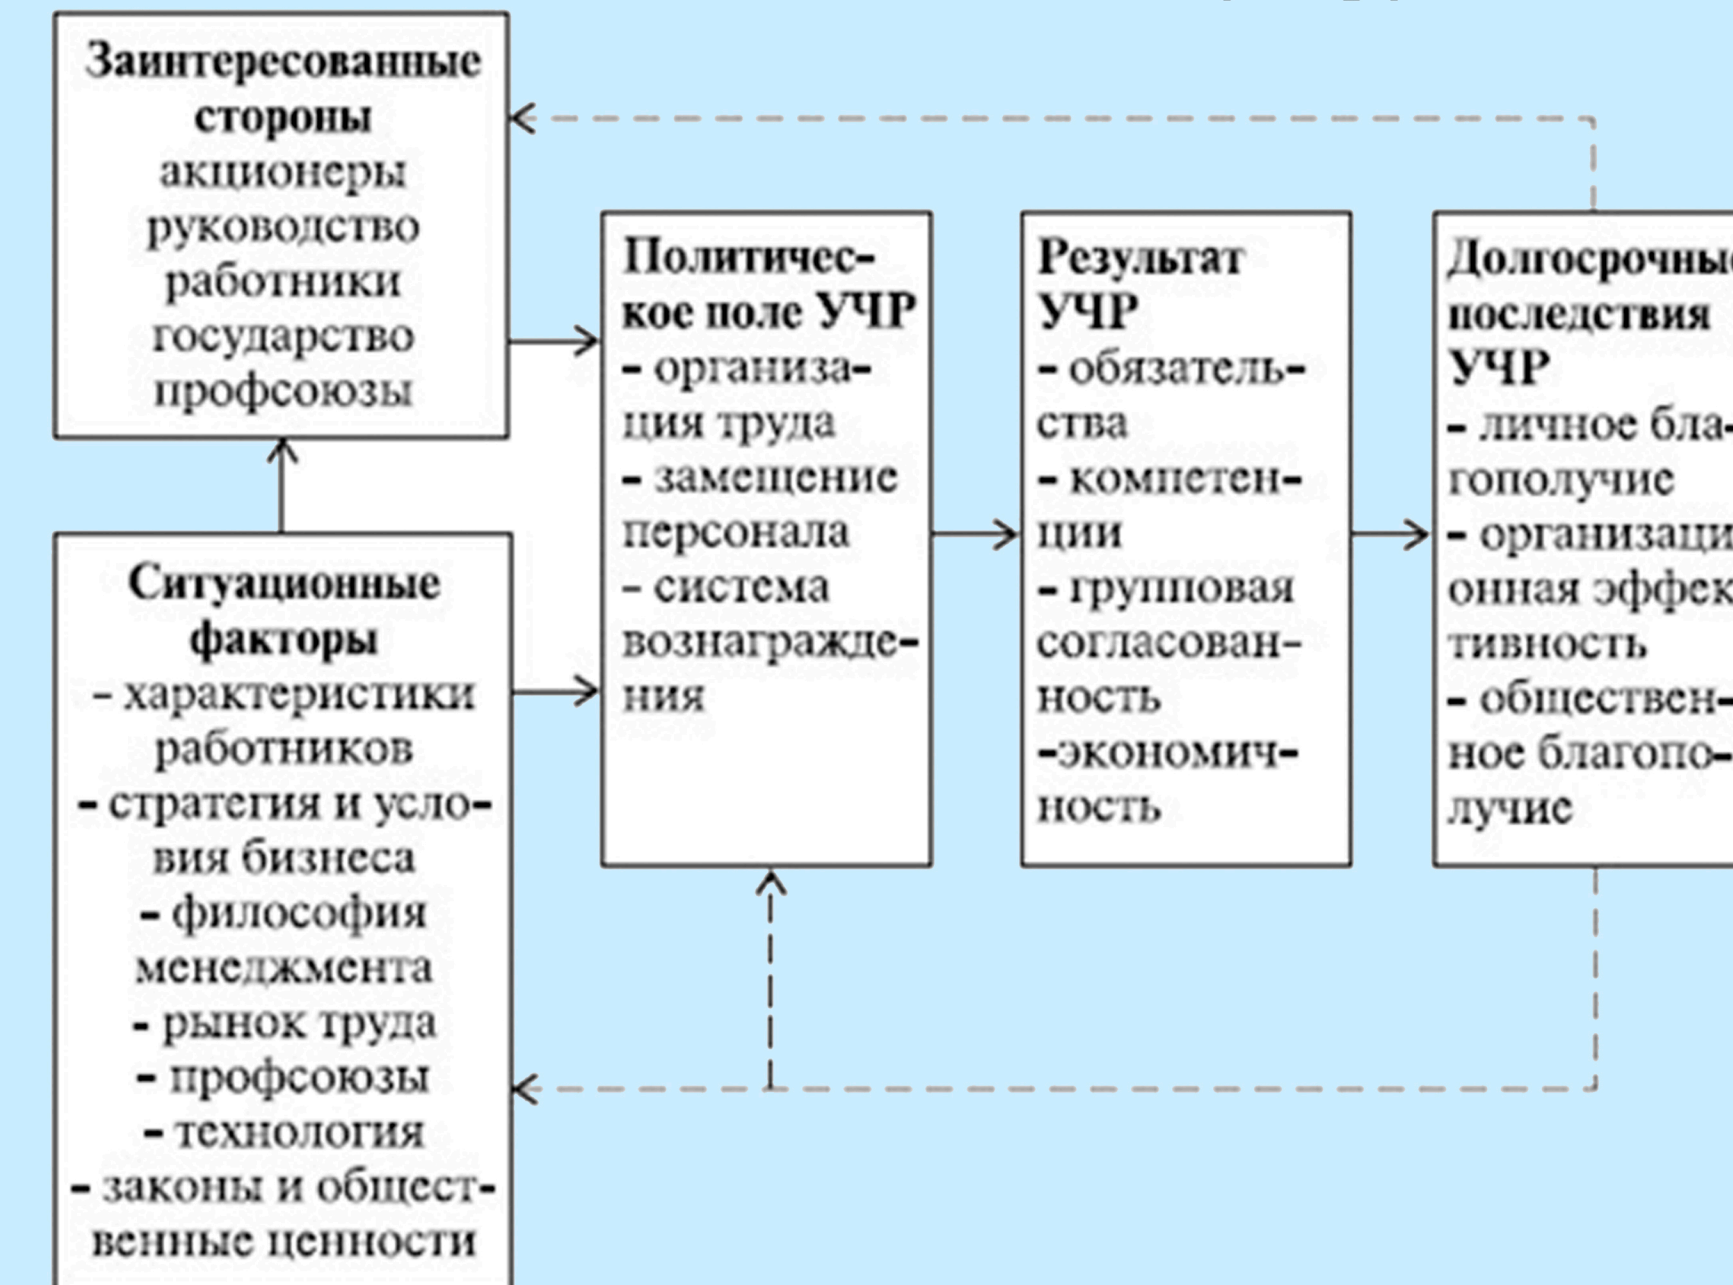 Заинтересованные
стороны
акционеры
руководство
работники
государство
профсоюзы
Ситуационные
факторы
– характеристики
работников
- стратегия и усло-
вия бизнеса
- философия
менеджмента
- рынок труда
- профсоюзы
- технология
- законы и общест-
венные ценности
Политичес-
кое поле УЧР
- организа-
ция труда
- замещение
персонала
– система
вознагражде-
ния
Результат
УЧР
- обязатель-
ства
- компетен-
ции
- групповая
согласован-
ность
-экономич-
ность
Долгосрочные
последствия
УЧР
- личное бла-
гополучие
- организаци
онная эффек
тивность
- обществен-
ное благопо-
лучие